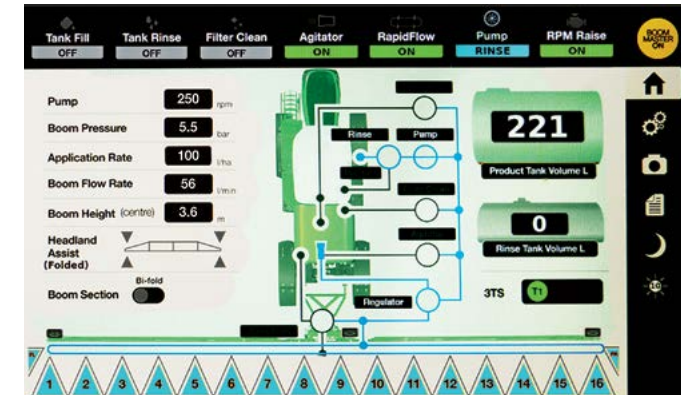 Tank Fill Tank Rinse Filter Clean Agitator RapidFlow Pump RPM Raise
OFF OFF OFF ON ON RINSE ON
BOOM
MASTER
ON
Pump 250 rpm
Boom Pressure 5.5 bar
Application Rate 100 l/ha
Boom Flow Rate 56 l/min
Boom Height (centre) 3.6 m
Headland
Assist
(Folded)
Bi-fold
Boom Section
Rinse Pump
Regulator
221
Product Tank Volume L
0
Rinse Tank Volume L
3TS T1
1 2 3 4 5 6 7 8 9 10 11 12 13 14 15 16